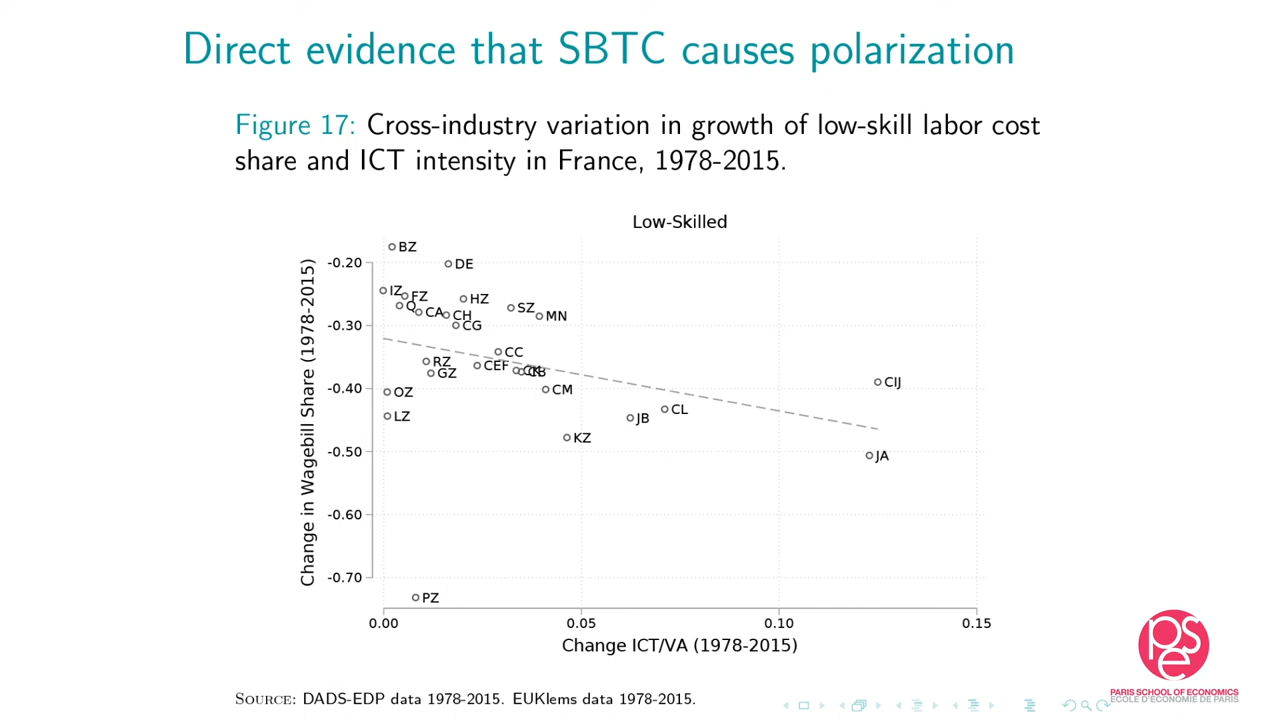 Direct evidence that SBTC causes polarization
Figure 17: Cross-industry variation in growth of low-skill labor cost
share and ICT intensity in France, 1978-2015.
Low-Skilled
Change in Wagebill Share (1978-2015)
-0.20
-0.30
-0.40
-0.50
-0.60
-0.70
BZ
DE
IZ
FZ
HZ
Q
CA
CH
SZ
MN
CG
CC
RZ
CEF
GZ
CB
OZ
CM
CIJ
LZ
JB
CL
KZ
JA
PZ
0.00
0.05
0.10
0.15
Change ICT/VA (1978-2015)
SOURCE: DADS-EDP data 1978-2015. EUKlems data 1978-2015.
pse
PARIS SCHOOL OF ECONOMICS
ECOLE D'ECONOMIE DE PARIS